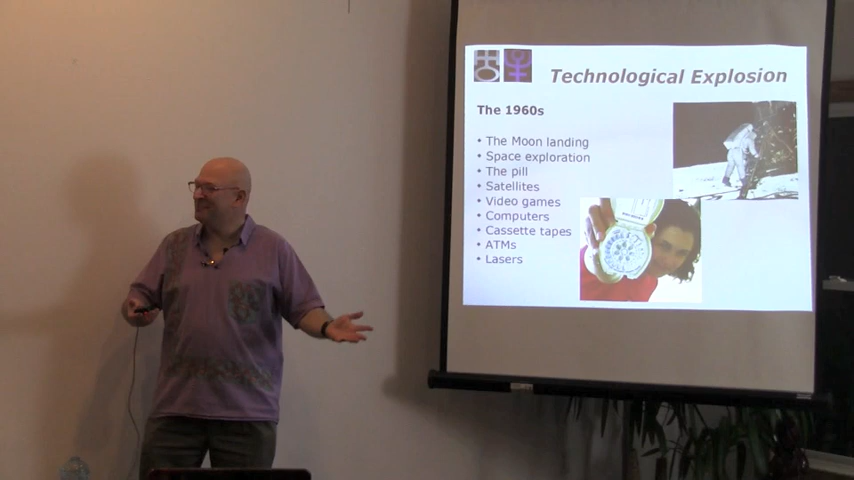 Technological Explosion
The 1960s
• The Moon landing
• Space exploration
• The pill
• Satellites
• Video games
• Computers
• Cassette tapes
• ATMs
• Lasers